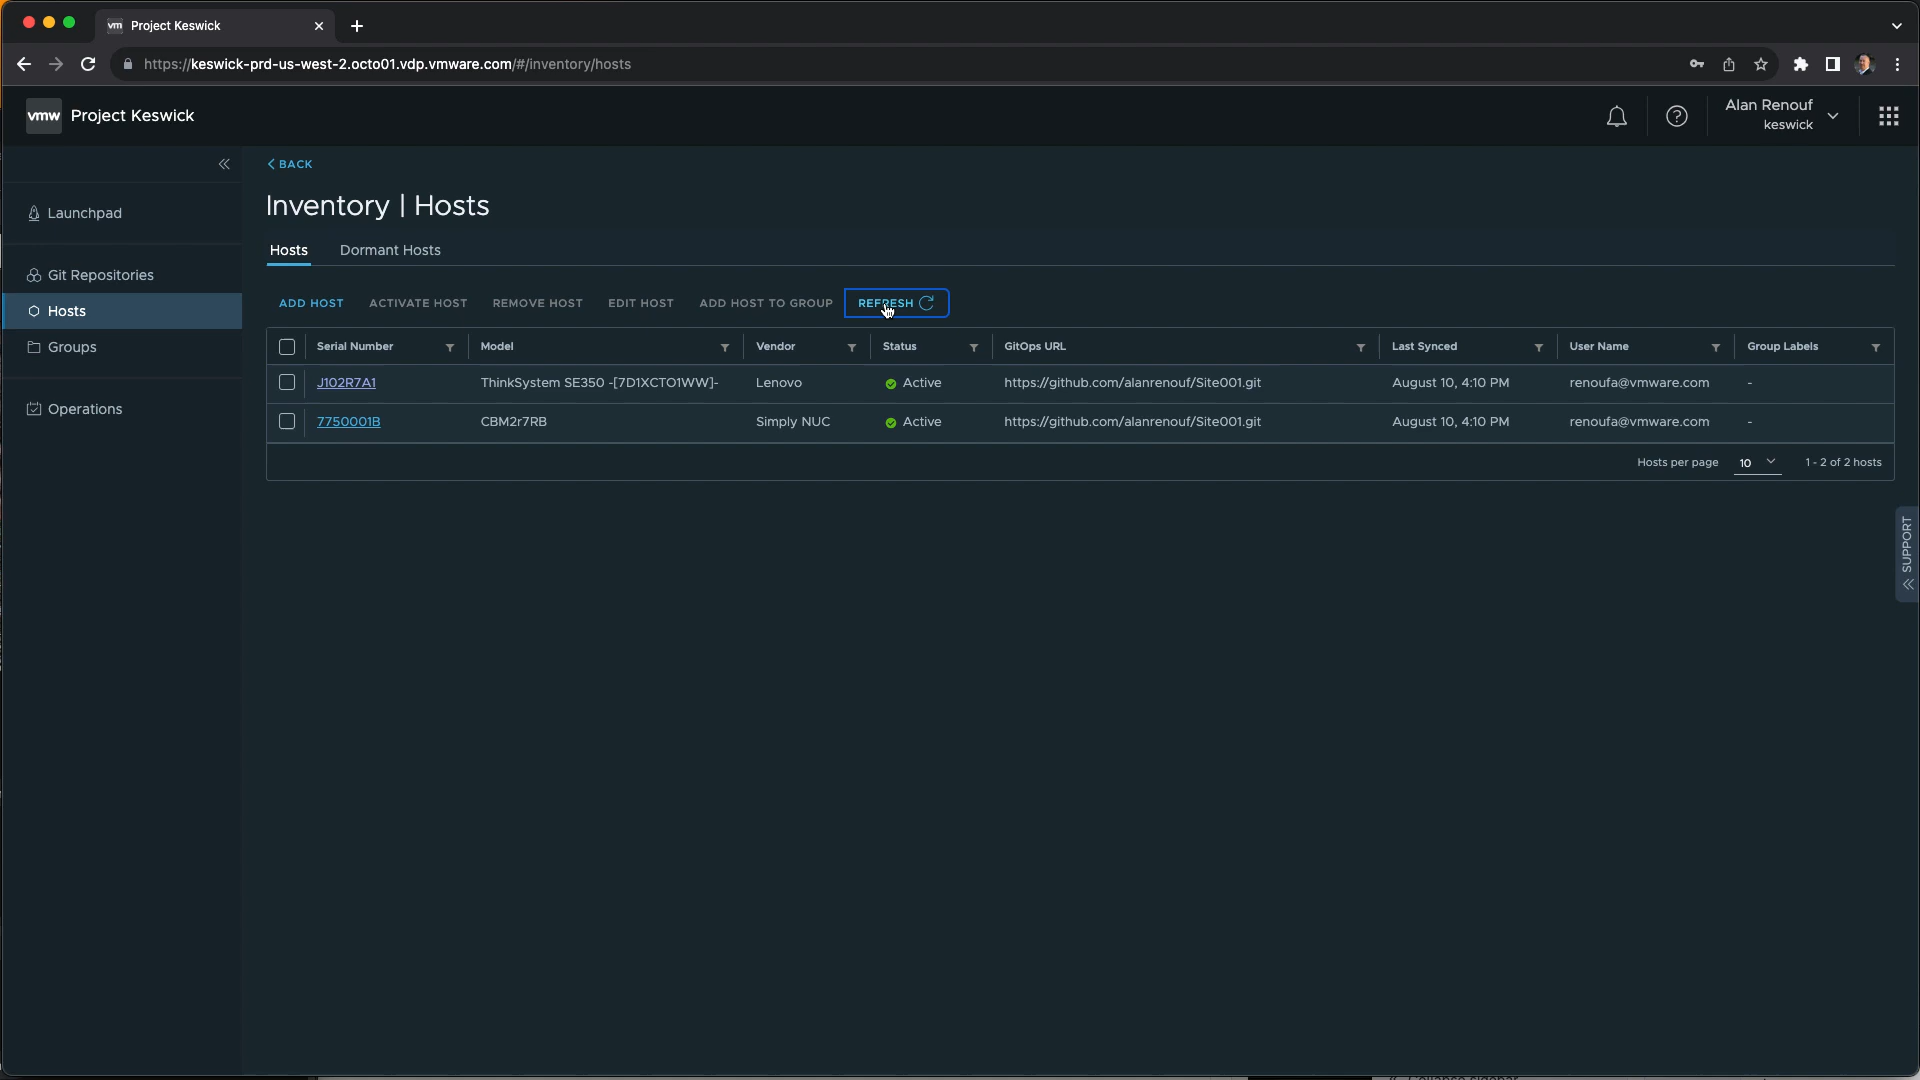 vm Project Keswick
https://keswick-prd-us-west-2.octo01.vdp.vmware.com/#/inventory/hosts
vmw Project Keswick
Alan Renouf
keswick
BACK
Inventory | Hosts
Launchpad
Git Repositories
Hosts
Groups
Operations
Hosts Dormant Hosts
ADD HOST ACTIVATE HOST REMOVE HOST EDIT HOST ADD HOST TO GROUP REFRESH
Serial Number Model Vendor Status GitOps URL Last Synced User Name Group Labels
J102R7A1 ThinkSystem SE350 -[7D1XCTO1WW]- Lenovo Active https://github.com/alanrenouf/Site001.git August 10, 4:10 PM renoufa@vmware.com -
7750001B CBM2r7RB Simply NUC Active https://github.com/alanrenouf/Site001.git August 10, 4:10 PM renoufa@vmware.com -
Hosts per page 10 1 - 2 of 2 hosts
SUPPORT